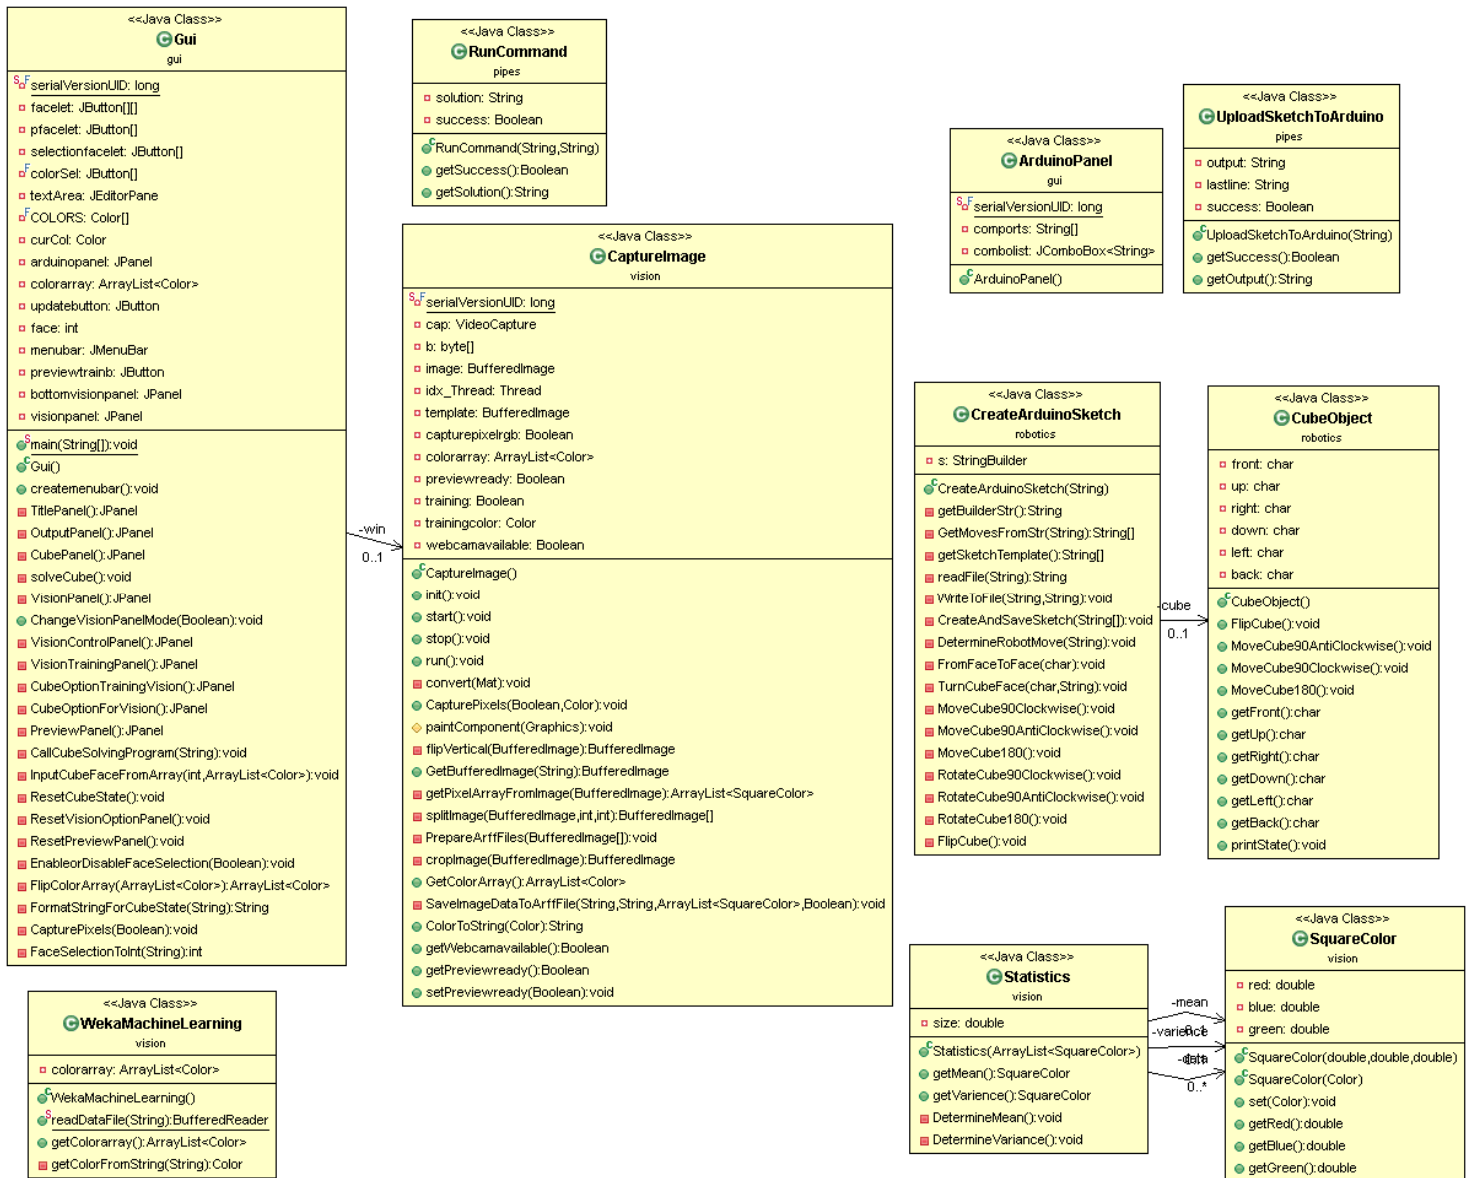 <<Java Class>>
Gui
gui
serialVersionUID: long
facelet: JButton[][]
pfacelet: JButton[]
selectionfacelet: JButton[]
colorSel: JButton[]
textArea: JEditorPane
COLORS: Color[]
curCol: Color
arduinopanel: JPanel
colorarray: ArrayList<Color>
updatebutton: JButton
face: int
menubar: JMenuBar
previewtrainb: JButton
bottomvisionpanel: JPanel
visionpanel: JPanel
main(String[]):void
Gui()
createmenubar():void
TitlePanel():JPanel
OutputPanel():JPanel
CubePanel():JPanel
solveCube():void
VisionPanel():JPanel
ChangeVisionPanelMode(Boolean):void
VisionControlPanel():JPanel
VisionTrainingPanel():JPanel
CubeOptionTrainingVision():JPanel
CubeOptionForVision():JPanel
PreviewPanel():JPanel
CallCubeSolvingProgram(String):void
InputCubeFaceFromArray(int,ArrayList<Color>):void
ResetCubeState():void
ResetVisionOptionPanel():void
ResetPreviewPanel():void
EnableorDisableFaceSelection(Boolean):void
FlipColorArray(ArrayList<Color>):ArrayList<Color>
FormatStringForCubeState(String):String
CapturePixels(Boolean):void
FaceSelectionToInt(String):int
-win
0..1
<<Java Class>>
RunCommand
pipes
solution: String
success: Boolean
RunCommand(String,String)
getSuccess():Boolean
getSolution():String
<<Java Class>>
CaptureImage
vision
serialVersionUID: long
cap: VideoCapture
b: byte[]
image: BufferedImage
idx_Thread: Thread
template: BufferedImage
capturepixelrgb: Boolean
colorarray: ArrayList<Color>
previewready: Boolean
training: Boolean
trainingcolor: Color
webcamavailable: Boolean
CaptureImage()
init():void
start():void
stop():void
run():void
convert(Mat):void
CapturePixels(Boolean,Color):void
paintComponent(Graphics):void
flipVertical(BufferedImage):BufferedImage
GetBufferedImage(String):BufferedImage
getPixelArrayFromImage(BufferedImage):ArrayList<SquareColor>
splitImage(BufferedImage,int,int):BufferedImage[]
PrepareArffFiles(BufferedImage[]):void
cropImage(BufferedImage):BufferedImage
GetColorArray():ArrayList<Color>
SaveImageDataToArffFile(String,String,ArrayList<SquareColor>,Boolean):void
ColorToString(Color):String
getWebcamavailable():Boolean
getPreviewready():Boolean
setPreviewready(Boolean):void
<<Java Class>>
ArduinoPanel
gui
serialVersionUID: long
comports: String[]
combolist: JComboBox<String>
ArduinoPanel()
<<Java Class>>
UploadSketchToArduino
pipes
output: String
lastline: String
success: Boolean
UploadSketchToArduino(String)
getSuccess():Boolean
getOutput():String
<<Java Class>>
CreateArduinoSketch
robotics
s: StringBuilder
CreateArduinoSketch(String)
getBuilderStr():String
GetMovesFromStr(String):String[]
getSketchTemplate():String[]
readFile(String):String
WriteToFile(String,String):void
CreateAndSaveSketch(String[]):void
DetermineRobotMove(String):void
FromFaceToFace(char):void
TurnCubeFace(char,String):void
MoveCube90Clockwise():void
MoveCube90AntiClockwise():void
MoveCube180():void
RotateCube90Clockwise():void
RotateCube90AntiClockwise():void
RotateCube180():void
FlipCube():void
-cube
0..1
<<Java Class>>
CubeObject
robotics
front: char
up: char
right: char
down: char
left: char
back: char
CubeObject()
FlipCube():void
MoveCube90AntiClockwise():void
MoveCube90Clockwise():void
MoveCube180():void
getFront():char
getUp():char
getRight():char
getDown():char
getLeft():char
getBack():char
printState():void
<<Java Class>>
WekaMachineLearning
vision
colorarray: ArrayList<Color>
WekaMachineLearning()
readDataFile(String):BufferedReader
getColorarray():ArrayList<Color>
getColorFromString(String):Color
<<Java Class>>
Statistics
vision
size: double
Statistics(ArrayList<SquareColor>)
getMean():SquareColor
getVarience():SquareColor
DetermineMean():void
DetermineVariance():void
-mean
-varience
0..*
<<Java Class>>
SquareColor
vision
red: double
blue: double
green: double
SquareColor(double,double,double)
SquareColor(Color)
set(Color):void
getRed():double
getBlue():double
getGreen():double